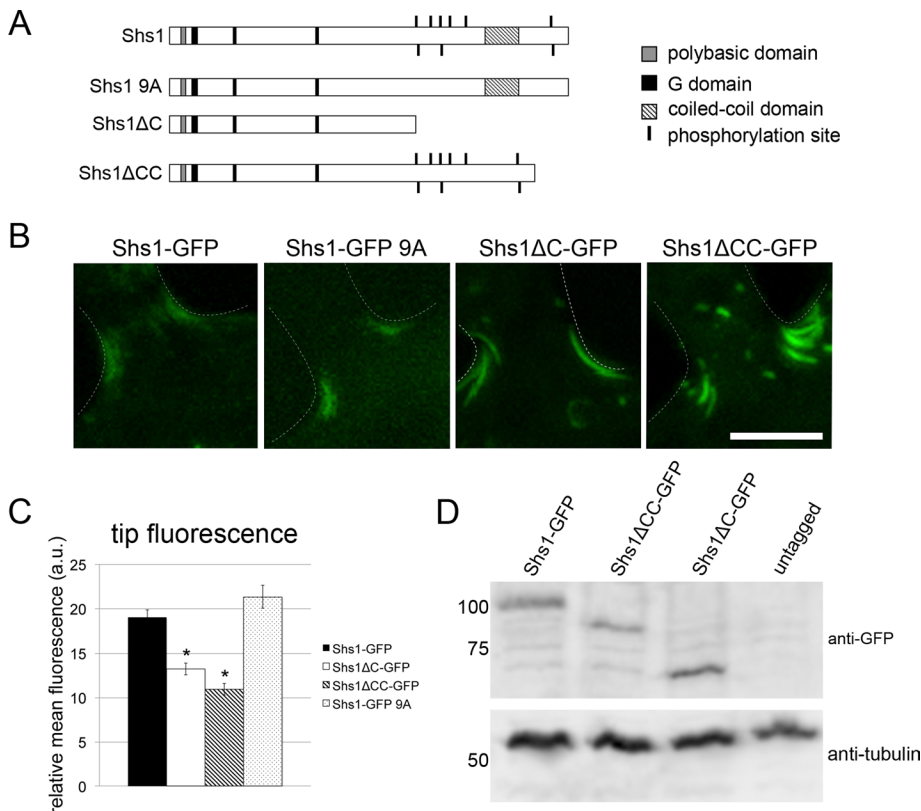 A
Shs1
Shs1 9A
Shs1ΔC
Shs1ΔCC
polybasic domain
G domain
coiled-coil domain
phosphorylation site
B
Shs1-GFP
Shs1-GFP 9A
Shs1ΔC-GFP
Shs1ΔCC-GFP
C
tip fluorescence
relative mean fluorescence (a.u.)
25
20
15
10
5
0
*
*
Shs1-GFP
Shs1ΔC-GFP
Shs1ΔCC-GFP
Shs1-GFP 9A
D
Shs1-GFP
Shs1ΔCC-GFP
Shs1ΔC-GFP
untagged
100
75
anti-GFP
50
anti-tubulin